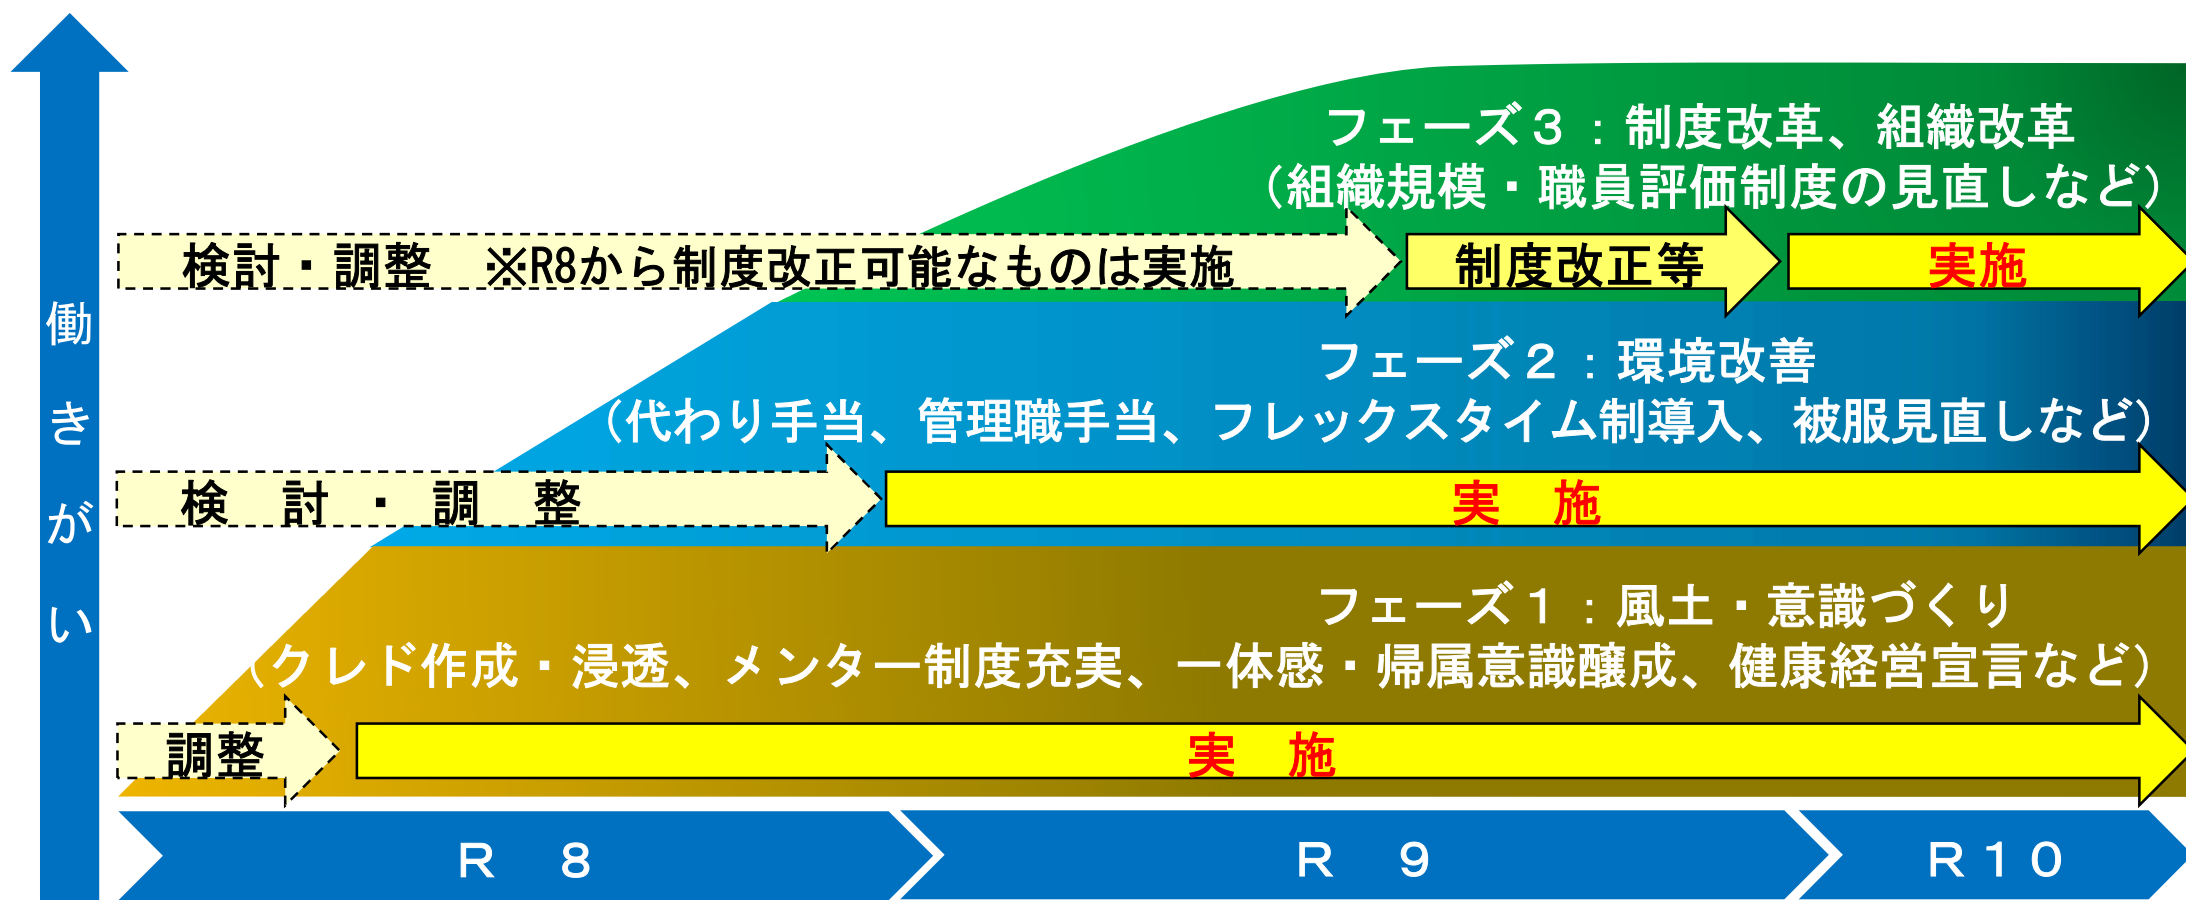 働きがい
フェーズ３：制度改革、組織改革
（組織規模・職員評価制度の見直しなど）
検討・調整　※R8から制度改正可能なものは実施
制度改正等
実施
フェーズ２：環境改善
（代わり手当、管理職手当、フレックスタイム制導入、被服見直しなど）
検　討　・　調　整
実　施
フェーズ１：風土・意識づくり
（クレド作成・浸透、メンター制度充実、一体感・帰属意識醸成、健康経営宣言など）
調整
実　施
Ｒ　８
Ｒ　９
Ｒ１０